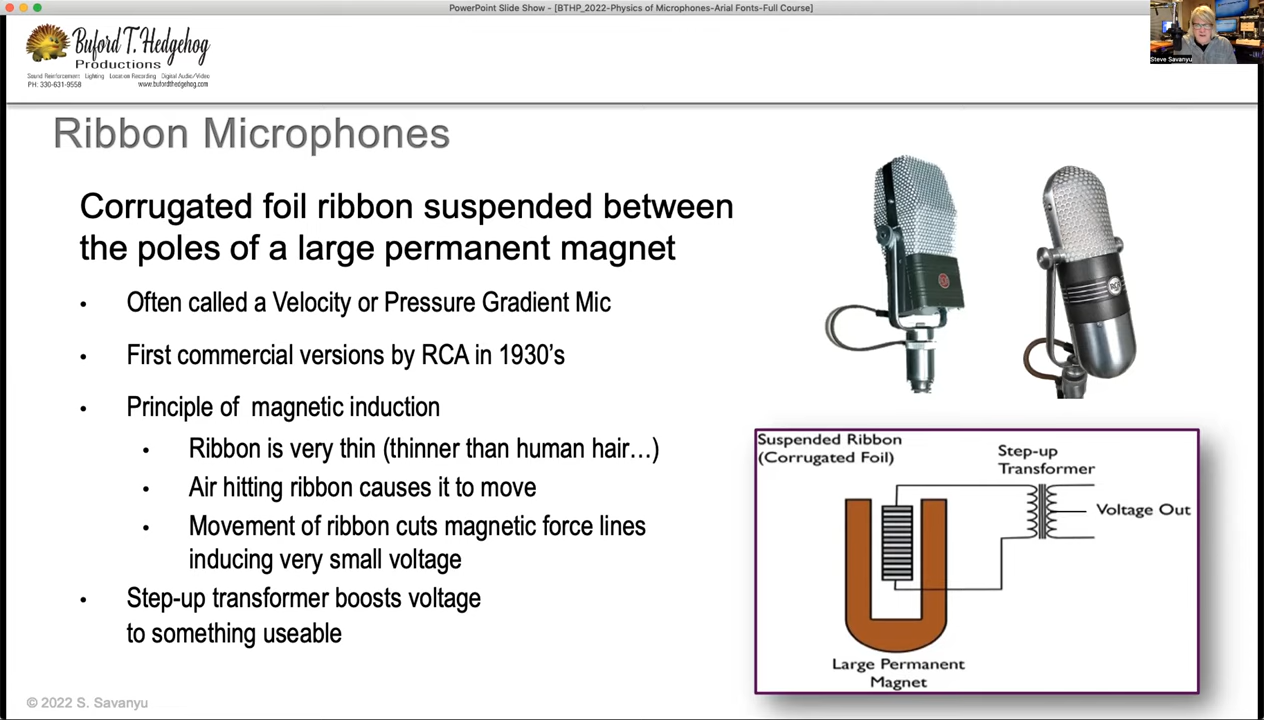 PowerPoint Slide Show - [BTHP_2022-Physics of Microphones-Arial Fonts-Full Course]
Buford T. Hedgehog
Productions
Sound Reinforcement Lighting Location Recording Digital Audio/Video
PH: 330-631-9558 www.bufordthedgehog.com
Steve Savanyu
Ribbon Microphones
Corrugated foil ribbon suspended between
the poles of a large permanent magnet
• Often called a Velocity or Pressure Gradient Mic
• First commercial versions by RCA in 1930’s
• Principle of magnetic induction
• Ribbon is very thin (thinner than human hair…)
• Air hitting ribbon causes it to move
• Movement of ribbon cuts magnetic force lines
inducing very small voltage
• Step-up transformer boosts voltage
to something useable
RCA
Suspended Ribbon
(Corrugated Foil)
Step-up
Transformer
Voltage Out
Large Permanent
Magnet
© 2022 S. Savanyu